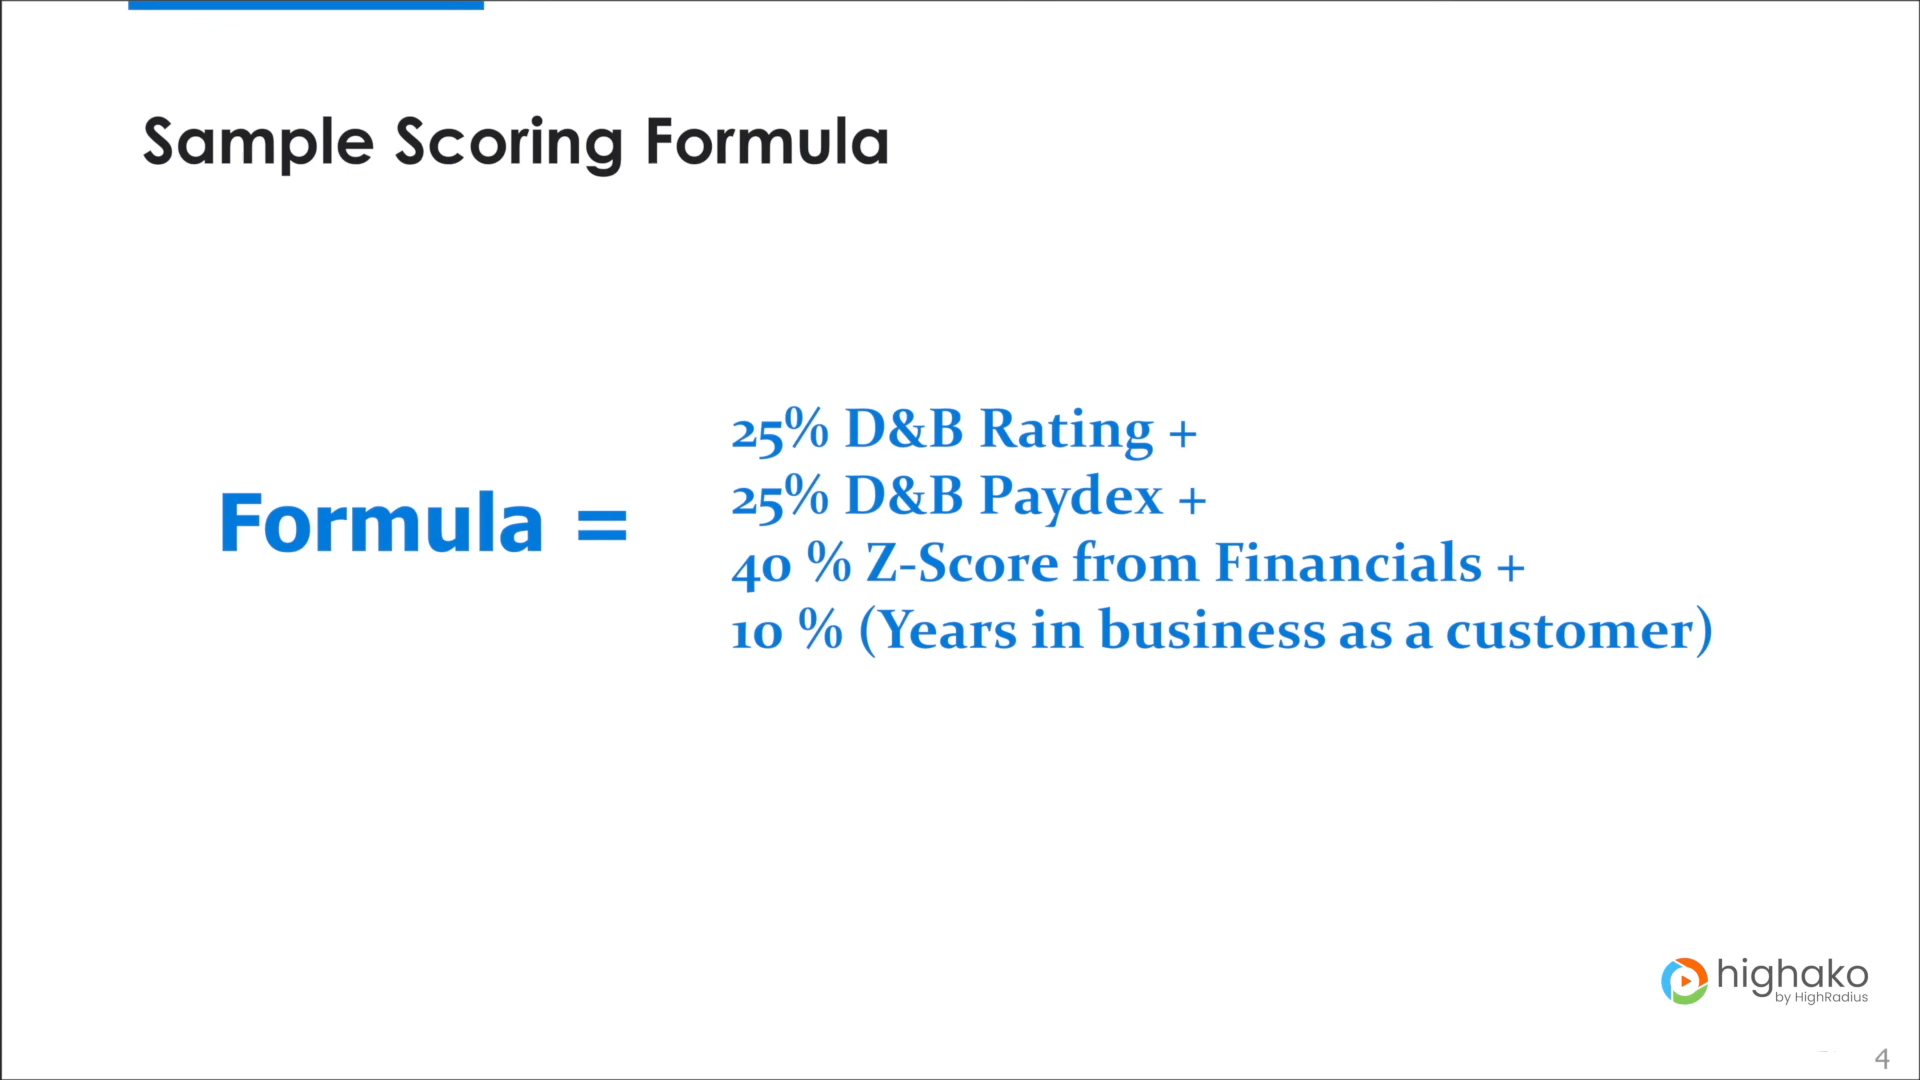 Sample Scoring Formula
Formula =
25% D&B Rating +
25% D&B Paydex +
40 % Z-Score from Financials +
10 % (Years in business as a customer)
highako
by HighRadius
4